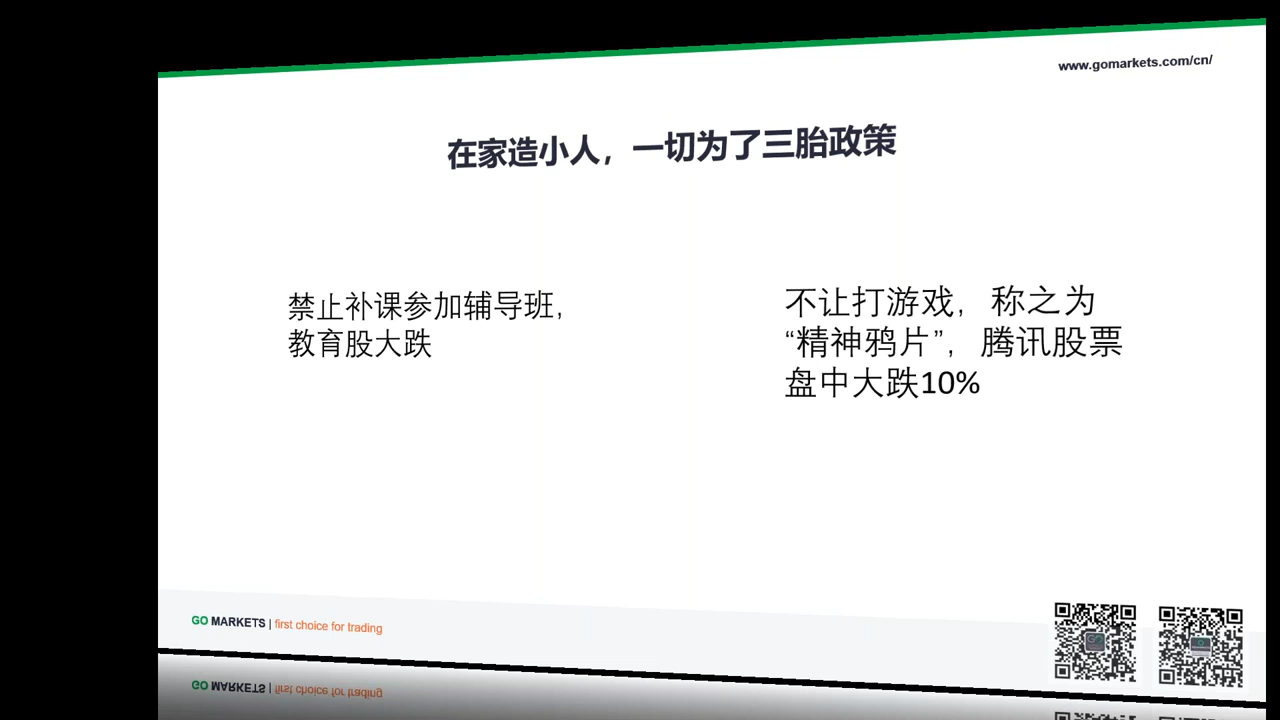 www.gomarkets.com/cn/
在家造小人，一切为了三胎政策
禁止补课参加辅导班，
教育股大跌
不让打游戏， 称之为
“精神鸦片”， 腾讯股票
盘中大跌10%
GO MARKETS | first choice for trading
GO MARKETS | first choice for trading